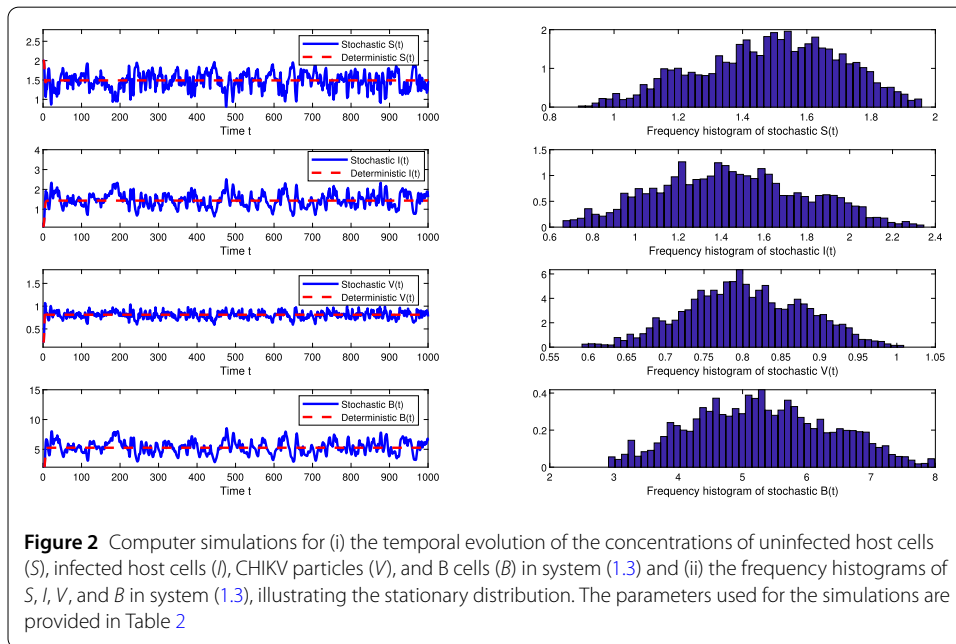 2.5
2
1.5
1
Stochastic S(t)
Deterministic S(t)
0 100 200 300 400 500 600 700 800 900 1000
Time t
2
1
0
0.8 1 1.2 1.4 1.6 1.8 2
Frequency histogram of stochastic S(t)
4
3
2
1
Stochastic I(t)
Deterministic I(t)
0 100 200 300 400 500 600 700 800 900 1000
Time t
1.5
1
0.5
0
0.6 0.8 1 1.2 1.4 1.6 1.8 2 2.2 2.4
Frequency histogram of stochastic I(t)
1.5
1
0.5
Stochastic V(t)
Deterministic V(t)
0 100 200 300 400 500 600 700 800 900 1000
Time t
6
4
2
0
0.55 0.6 0.65 0.7 0.75 0.8 0.85 0.9 0.95 1 1.05
Frequency histogram of stochastic V(t)
15
10
5
Stochastic B(t)
Deterministic B(t)
0 100 200 300 400 500 600 700 800 900 1000
Time t
0.4
0.2
0
2 3 4 5 6 7 8
Frequency histogram of stochastic B(t)
Figure 2 Computer simulations for (i) the temporal evolution of the concentrations of uninfected host cells
(S), infected host cells (I), CHIKV particles (V), and B cells (B) in system (1.3) and (ii) the frequency histograms of
S, I, V, and B in system (1.3), illustrating the stationary distribution. The parameters used for the simulations are
provided in Table 2